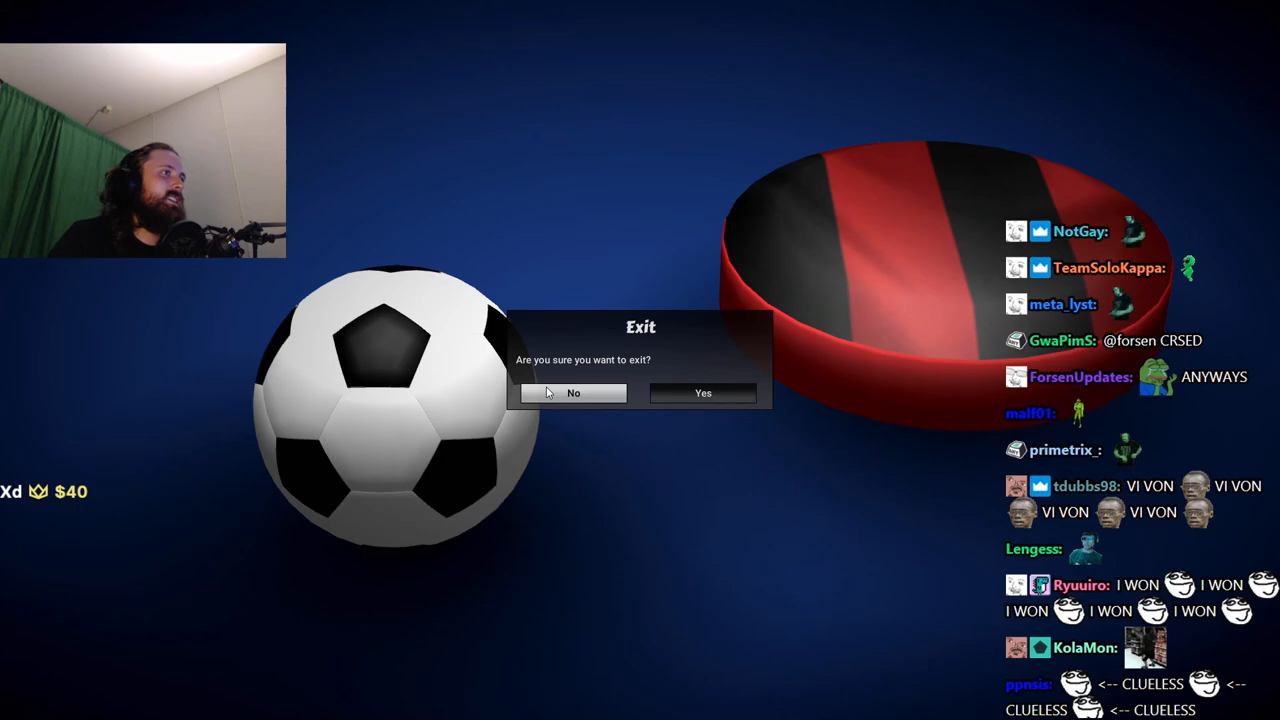 NotGay:
TeamSoloKappa:
meta_lyst:
GwaPimS: @forsen CRSED
Exit
Are you sure you want to exit?
No
Yes
ForsenUpdates: ANYWAYS
malf01:
primetrix_:
Xd $40
tdubbs98: VI VON VI VON
VI VON VI VON
Lengess:
Ryuuiro: I WON I WON
I WON I WON I WON
KolaMon:
ppnsis: <-- CLUELESS <--
CLUELESS <-- CLUELESS